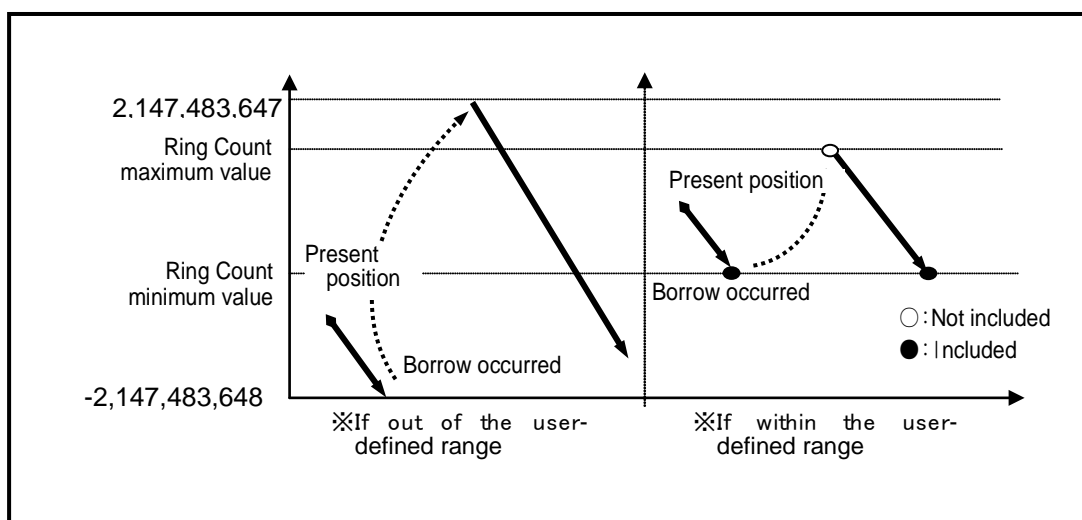 2,147,483,647
Ring Count
maximum value
Present position
Present
position
Ring Count
minimum value
Borrow occurred
○:Not included
●:Included
Borrow occurred
-2,147,483,648
※If out of the user-
defined range
※If within the user-
defined range